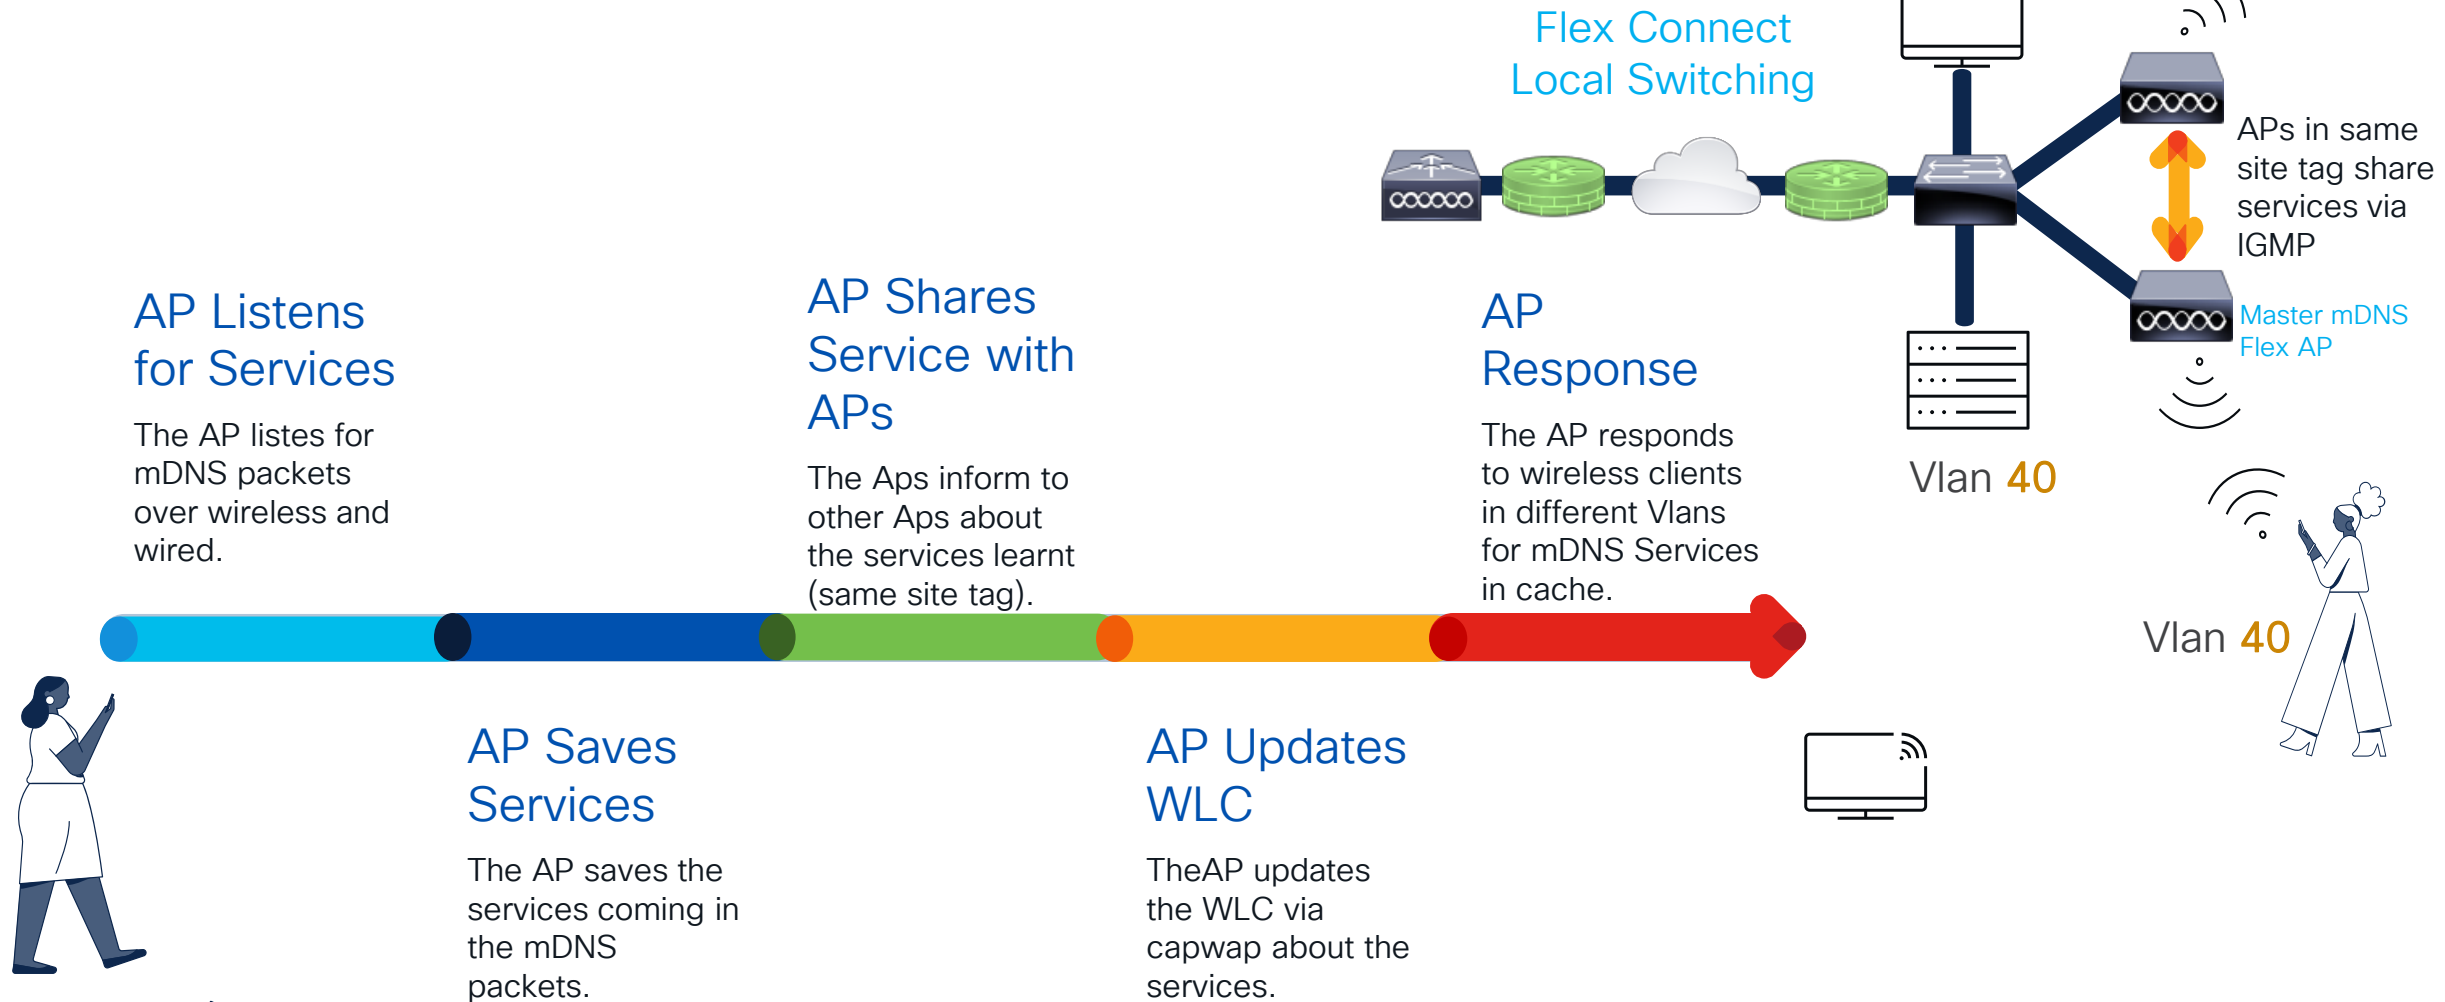 Flex Connect
Local Switching
APs in same
site tag share
services via
IGMP
Master mDNS
Flex AP
Vlan 40
Vlan 40
AP Listens
for Services
The AP listes for
mDNS packets
over wireless and
wired.
AP Saves
Services
The AP saves the
services coming in
the mDNS
packets.
AP Shares
Service with
APs
The Aps inform to
other Aps about
the services learnt
(same site tag).
AP Updates
WLC
TheAP updates
the WLC via
capwap about the
services.
AP
Response
The AP responds
to wireless clients
in different Vlans
for mDNS Services
in cache.